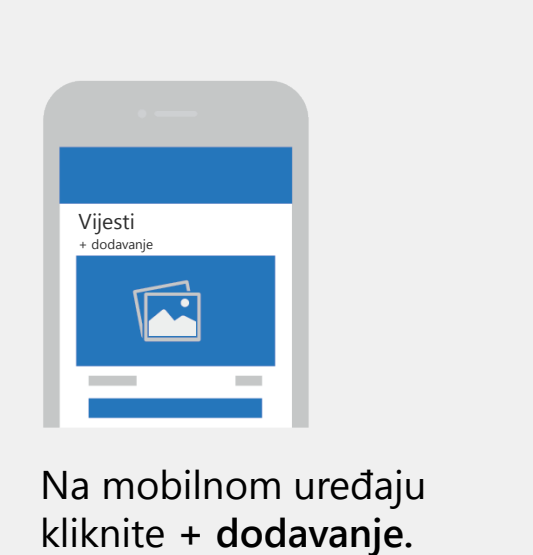 Vijesti
+ dodavanje
Na mobilnom uređaju
kliknite + dodavanje.